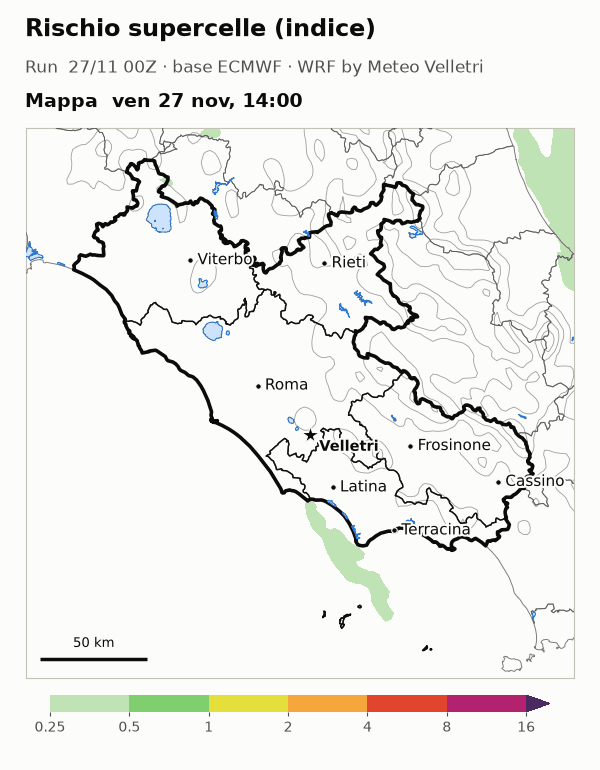 Rischio supercelle (indice)
Run  27/11 00Z · base ECMWF · WRF by Meteo Velletri
Mappa  ven 27 nov, 14:00
Viterbo
Rieti
Roma
Velletri
Frosinone
Cassino
Latina
Terracina
50 km
0.25 0.5 1 2 4 8 16